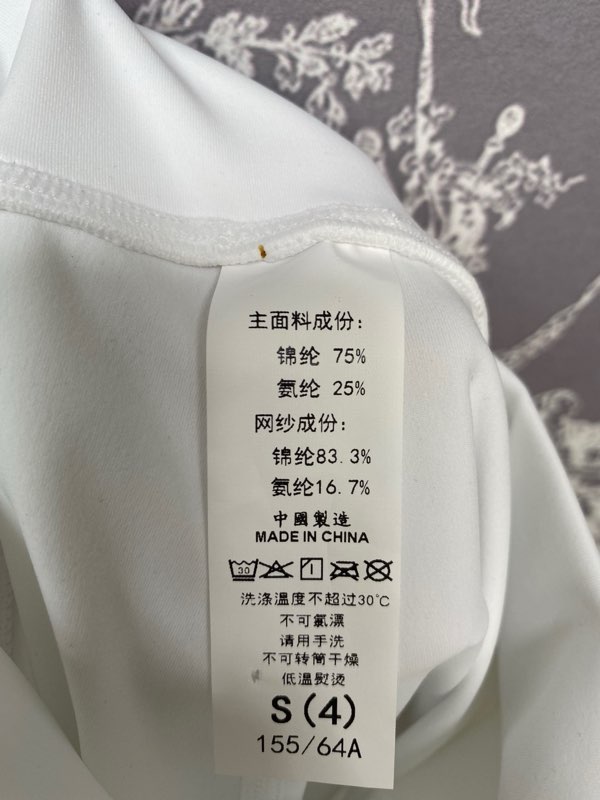 主面料成份:
锦纶 75%
氨纶 25%
网纱成份:
锦纶83.3%
氨纶16.7%
中國製造
MADE IN CHINA
30
洗涤温度不超过30℃
不可氯漂
请用手洗
不可转筒干燥
低温熨烫
S(4)
155/64A